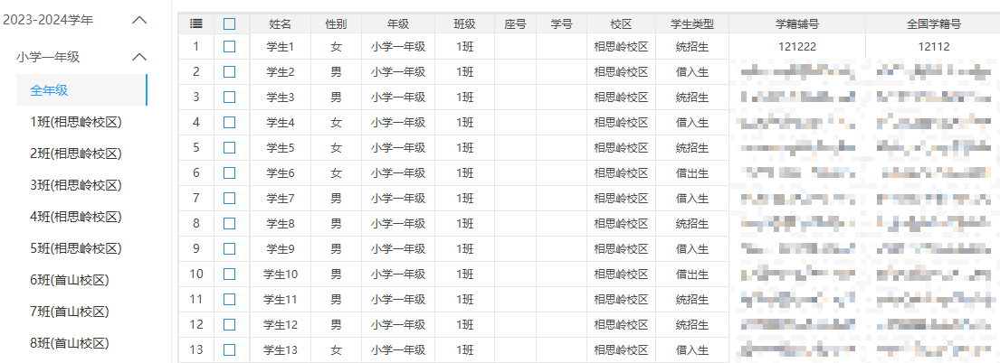 2023-2024学年
小学一年级
全年级
1班(相思岭校区)
2班(相思岭校区)
3班(相思岭校区)
4班(相思岭校区)
5班(相思岭校区)
6班(首山校区)
7班(首山校区)
8班(首山校区)
姓名 性别 年级 班级 座号 学号 校区 学生类型 学籍辅号 全国学籍号
1 学生1 女 小学一年级 1班 相思岭校区 统招生 121222 12112
2 学生2 男 小学一年级 1班 相思岭校区 借入生
3 学生3 男 小学一年级 1班 相思岭校区 统招生
4 学生4 女 小学一年级 1班 相思岭校区 借入生
5 学生5 女 小学一年级 1班 相思岭校区 统招生
6 学生6 女 小学一年级 1班 相思岭校区 借出生
7 学生7 男 小学一年级 1班 相思岭校区 借入生
8 学生8 男 小学一年级 1班 相思岭校区 统招生
9 学生9 男 小学一年级 1班 相思岭校区 借入生
10 学生10 男 小学一年级 1班 相思岭校区 借出生
11 学生11 男 小学一年级 1班 相思岭校区 统招生
12 学生12 男 小学一年级 1班 相思岭校区 统招生
13 学生13 女 小学一年级 1班 相思岭校区 借入生